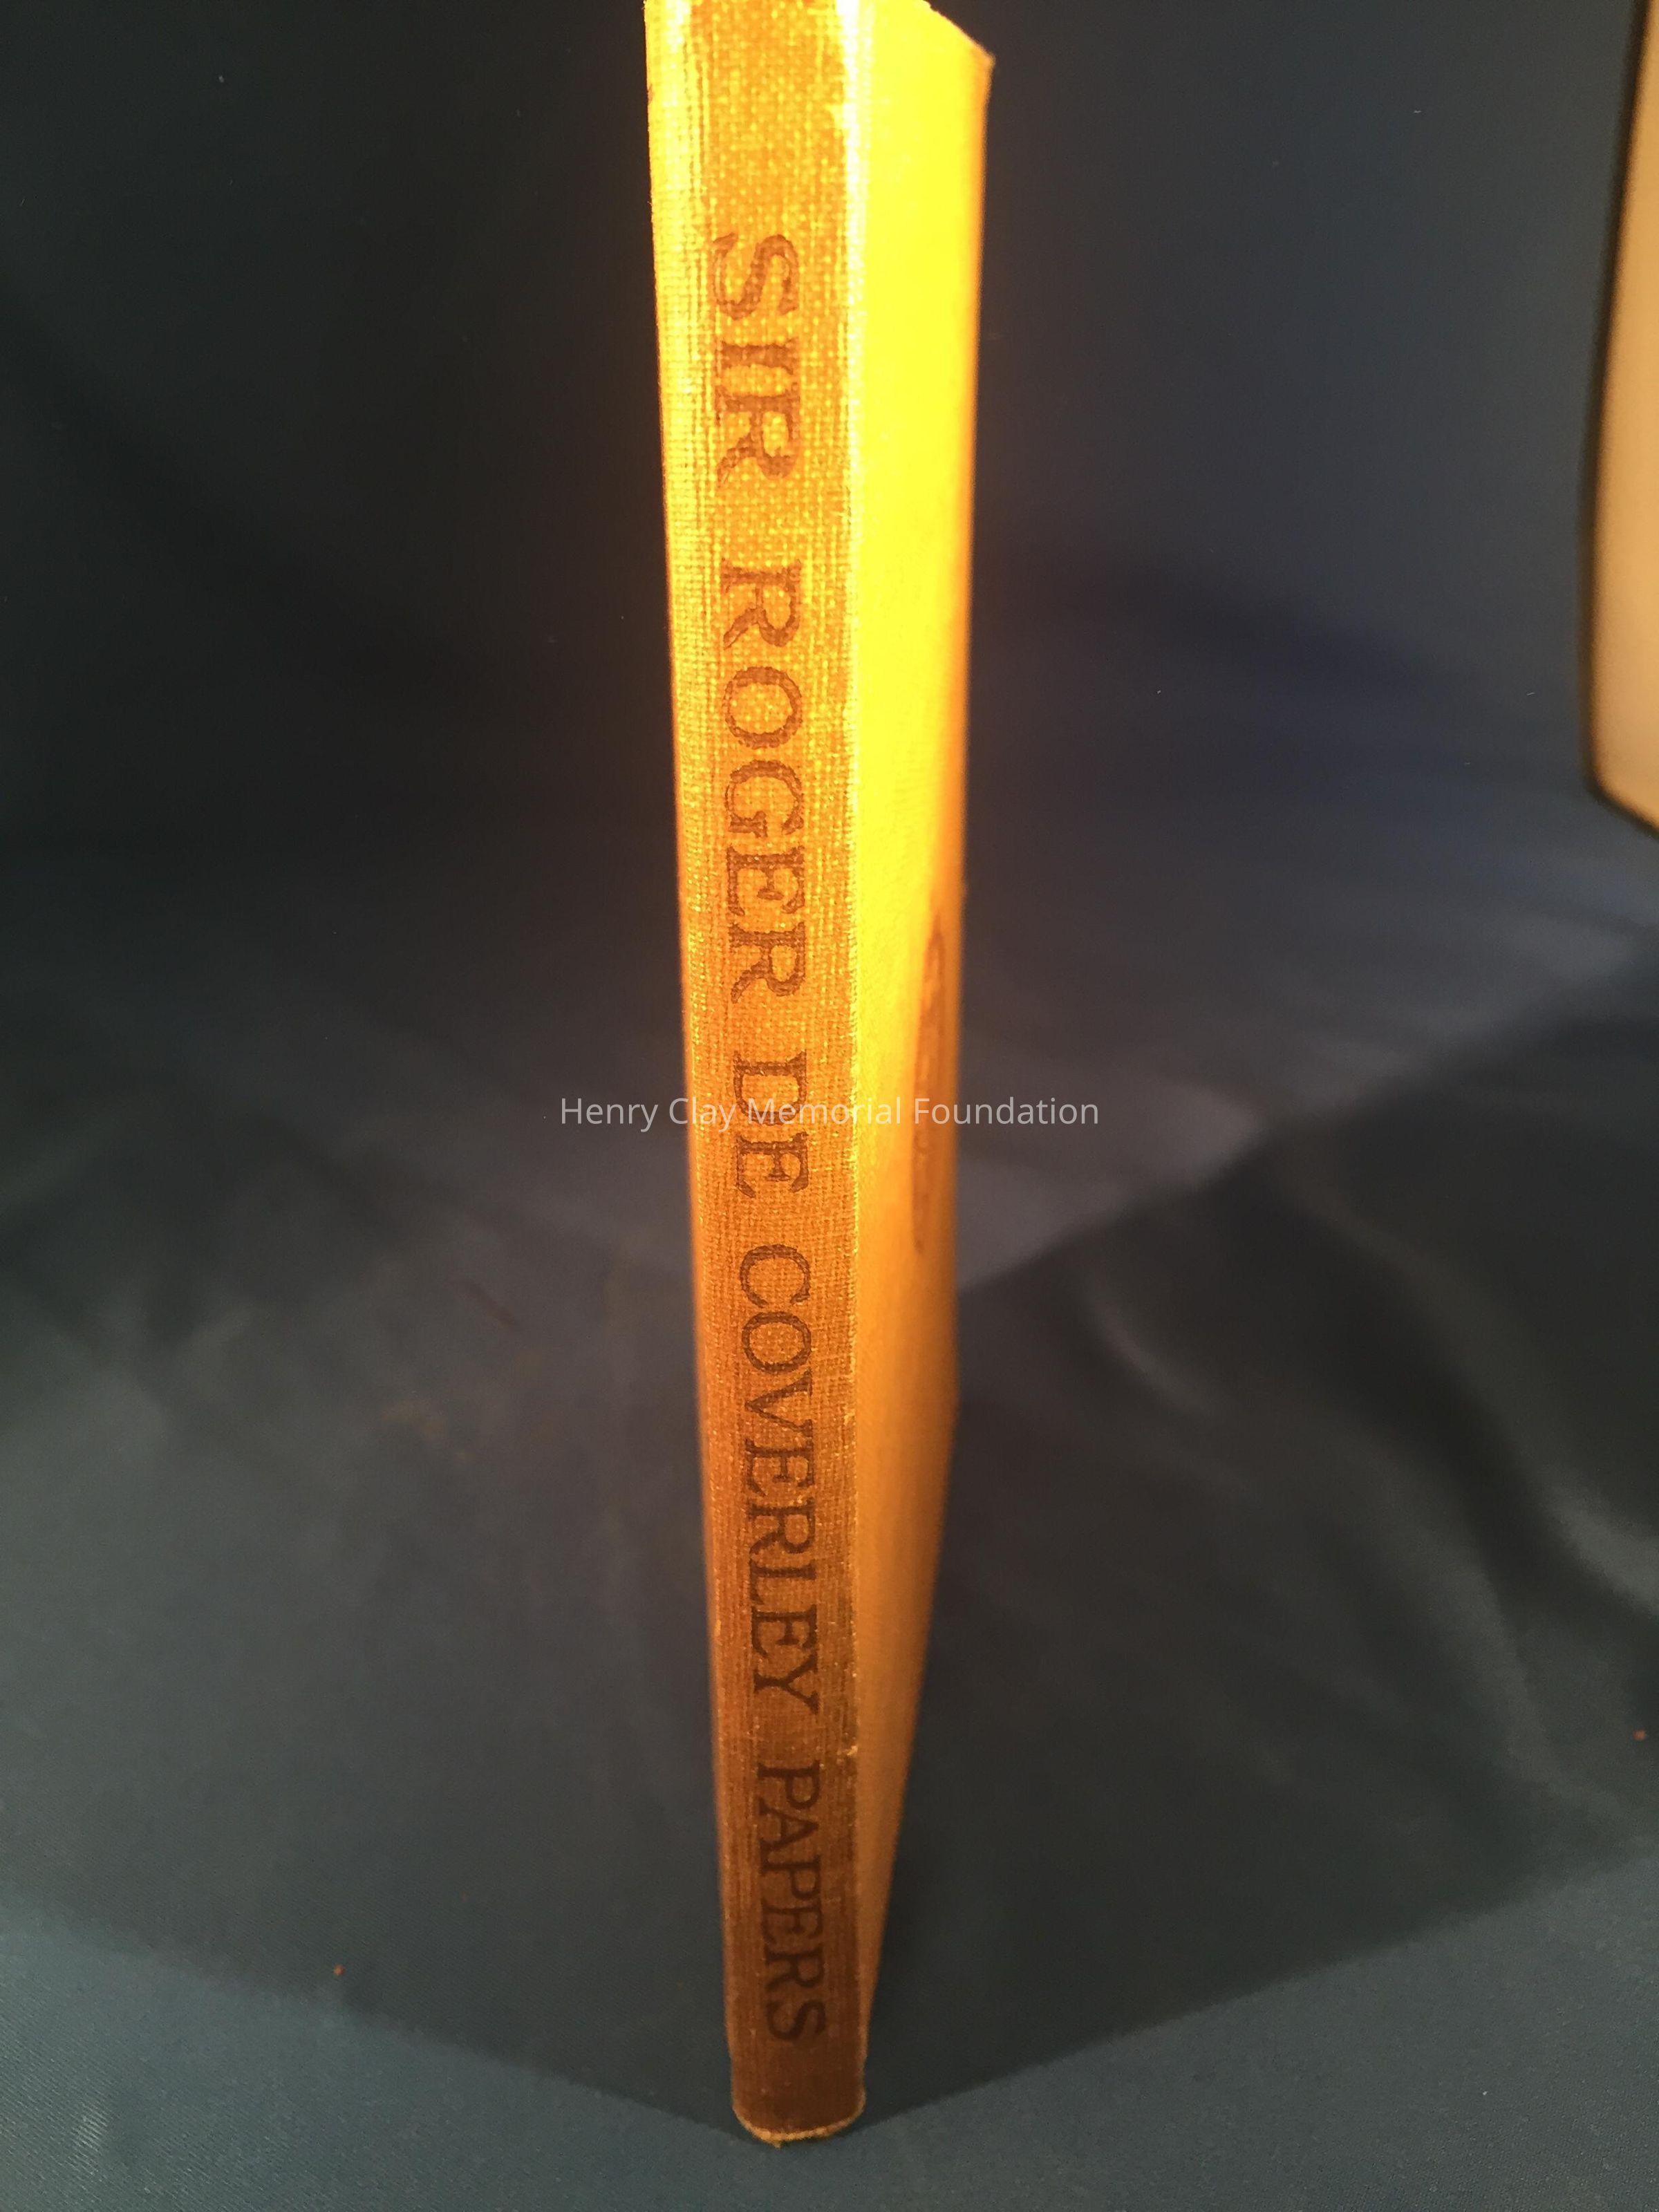 SIR ROGER DE COVERLEY PAPERS
Henry Clay Memorial Foundation